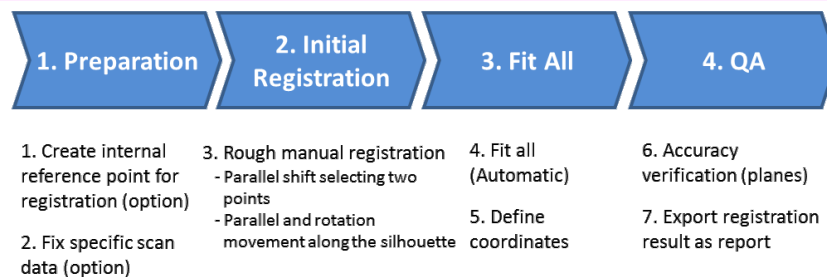 1. Preparation
2. Initial
Registration
3. Fit All
4. QA
1. Create internal
reference point for
registration (option)
2. Fix specific scan
data (option)
3. Rough manual registration
- Parallel shift selecting two
points
- Parallel and rotation
movement along the silhouette
4. Fit all
(Automatic)
5. Define
coordinates
6. Accuracy
verification (planes)
7. Export registration
result as report